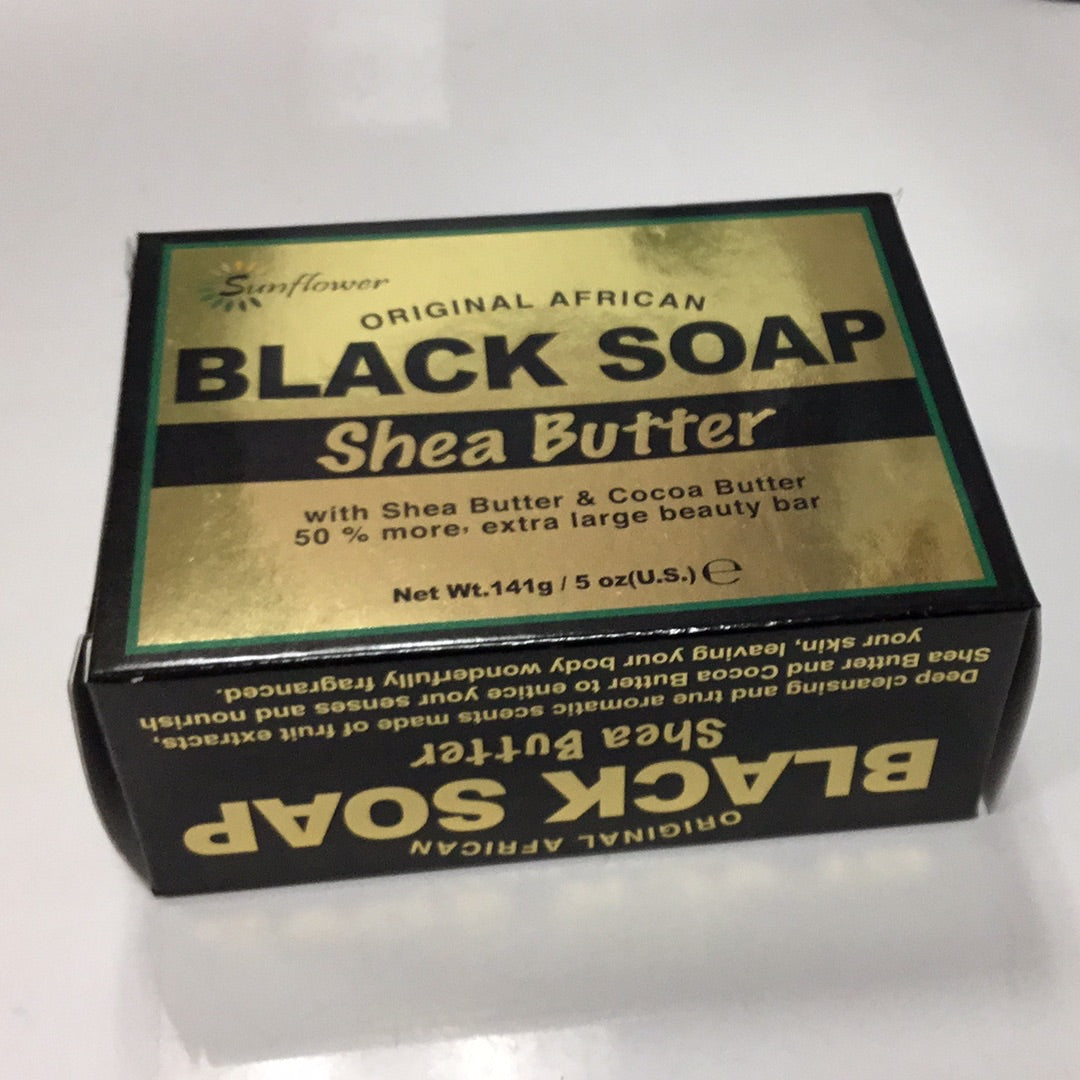 Sunflower
ORIGINAL AFRICAN
BLACK SOAP
Shea Butter
with Shea Butter & Cocoa Butter
50 % more, extra large beauty bar
Net Wt.141g / 5 oz(U.S.) ℮
ORIGINAL AFRICAN
BLACK SOAP
Shea Butter
Deep cleansing and true aromatic scents made of fruit extracts,
Shea Butter and Cocoa Butter to entice your senses and nourish
your skin, leaving your body wonderfully fragranced.